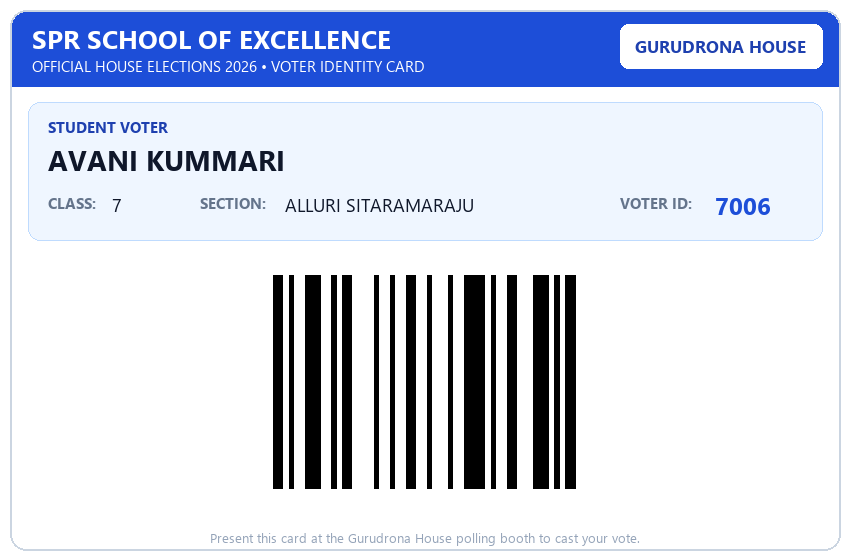 SPR SCHOOL OF EXCELLENCE
OFFICIAL HOUSE ELECTIONS 2026 • VOTER IDENTITY CARD
GURUDRONA HOUSE
STUDENT VOTER
AVANI KUMMARI
CLASS: 7 SECTION: ALLURI SITARAMARAJU VOTER ID: 7006
Present this card at the Gurudrona House polling booth to cast your vote.